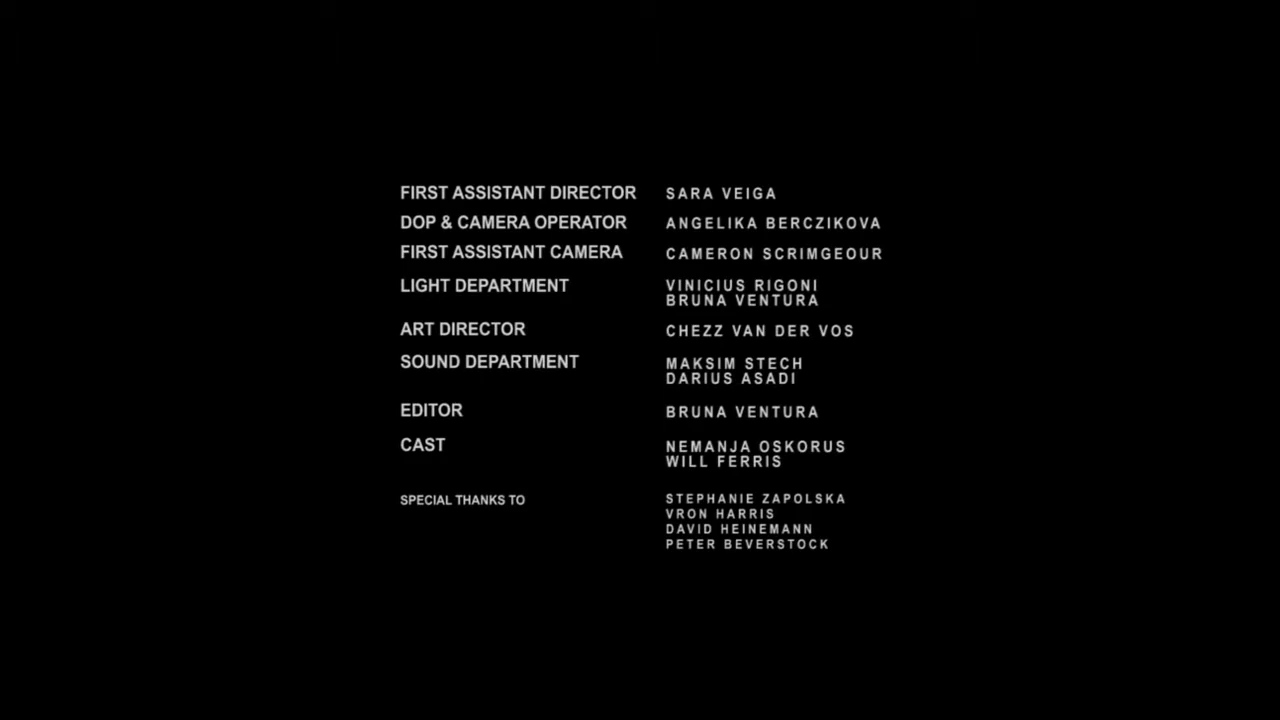 FIRST ASSISTANT DIRECTOR SARA VEIGA
DOP & CAMERA OPERATOR ANGELIKA BERCZIKOVA
FIRST ASSISTANT CAMERA CAMERON SCRIMGEOUR
LIGHT DEPARTMENT VINICIUS RIGONI
BRUNA VENTURA
ART DIRECTOR CHEZZ VAN DER VOS
SOUND DEPARTMENT MAKSIM STECH
DARIUS ASADI
EDITOR BRUNA VENTURA
CAST NEMANJA OSKORUS
WILL FERRIS
SPECIAL THANKS TO STEPHANIE ZAPOLSKA
VRON HARRIS
DAVID HEINEMANN
PETER BEVERSTOCK